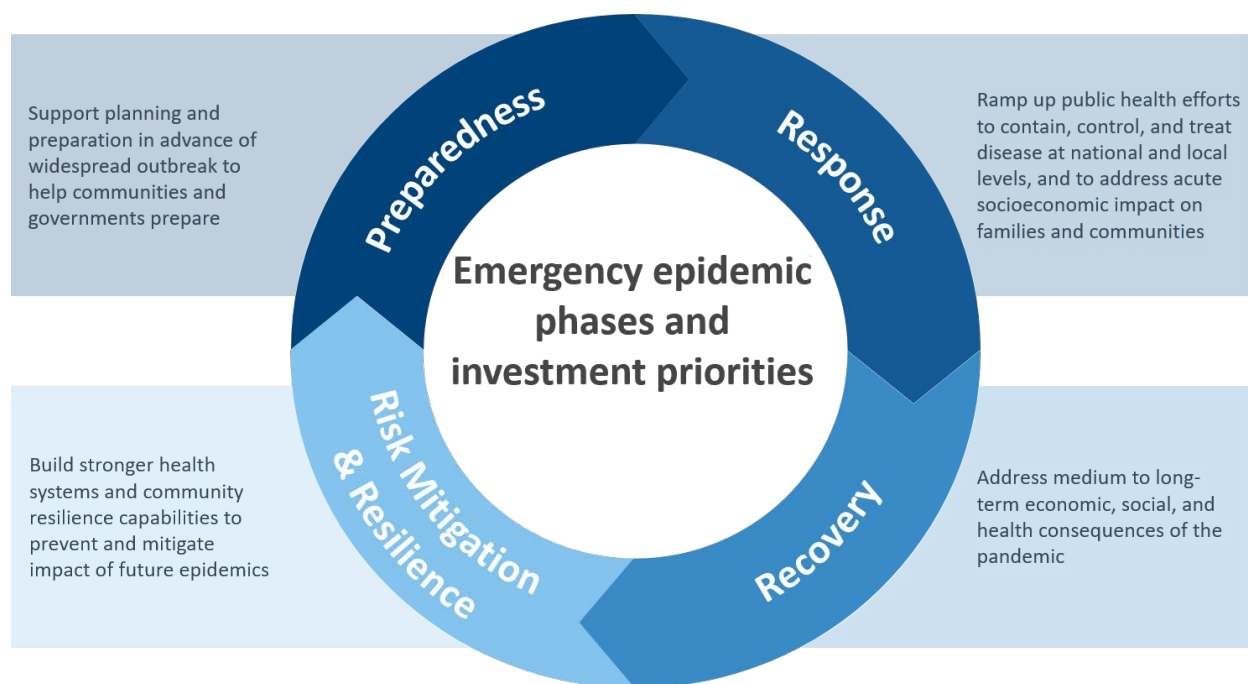 Preparedness
Support planning and
preparation in advance of
widespread outbreak to
help communities and
governments prepare
Response
Ramp up public health efforts
to contain, control, and treat
disease at national and local
levels, and to address acute
socioeconomic impact on
families and communities
Emergency epidemic
phases and
investment priorities
Risk Mitigation
& Resilience
Build stronger health
systems and community
resilience capabilities to
prevent and mitigate
impact of future epidemics
Recovery
Address medium to long-
term economic, social, and
health consequences of the
pandemic